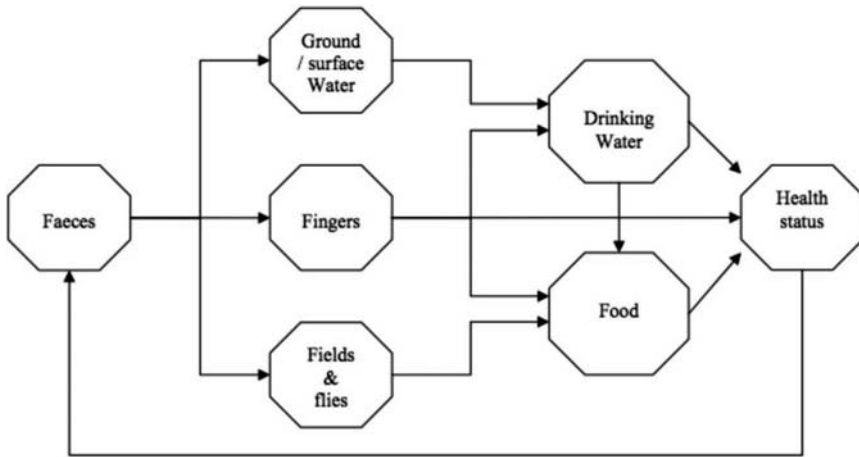 Ground
/ surface
Water
Drinking
Water
Health
status
Faeces
Fingers
Food
Fields
&
flies